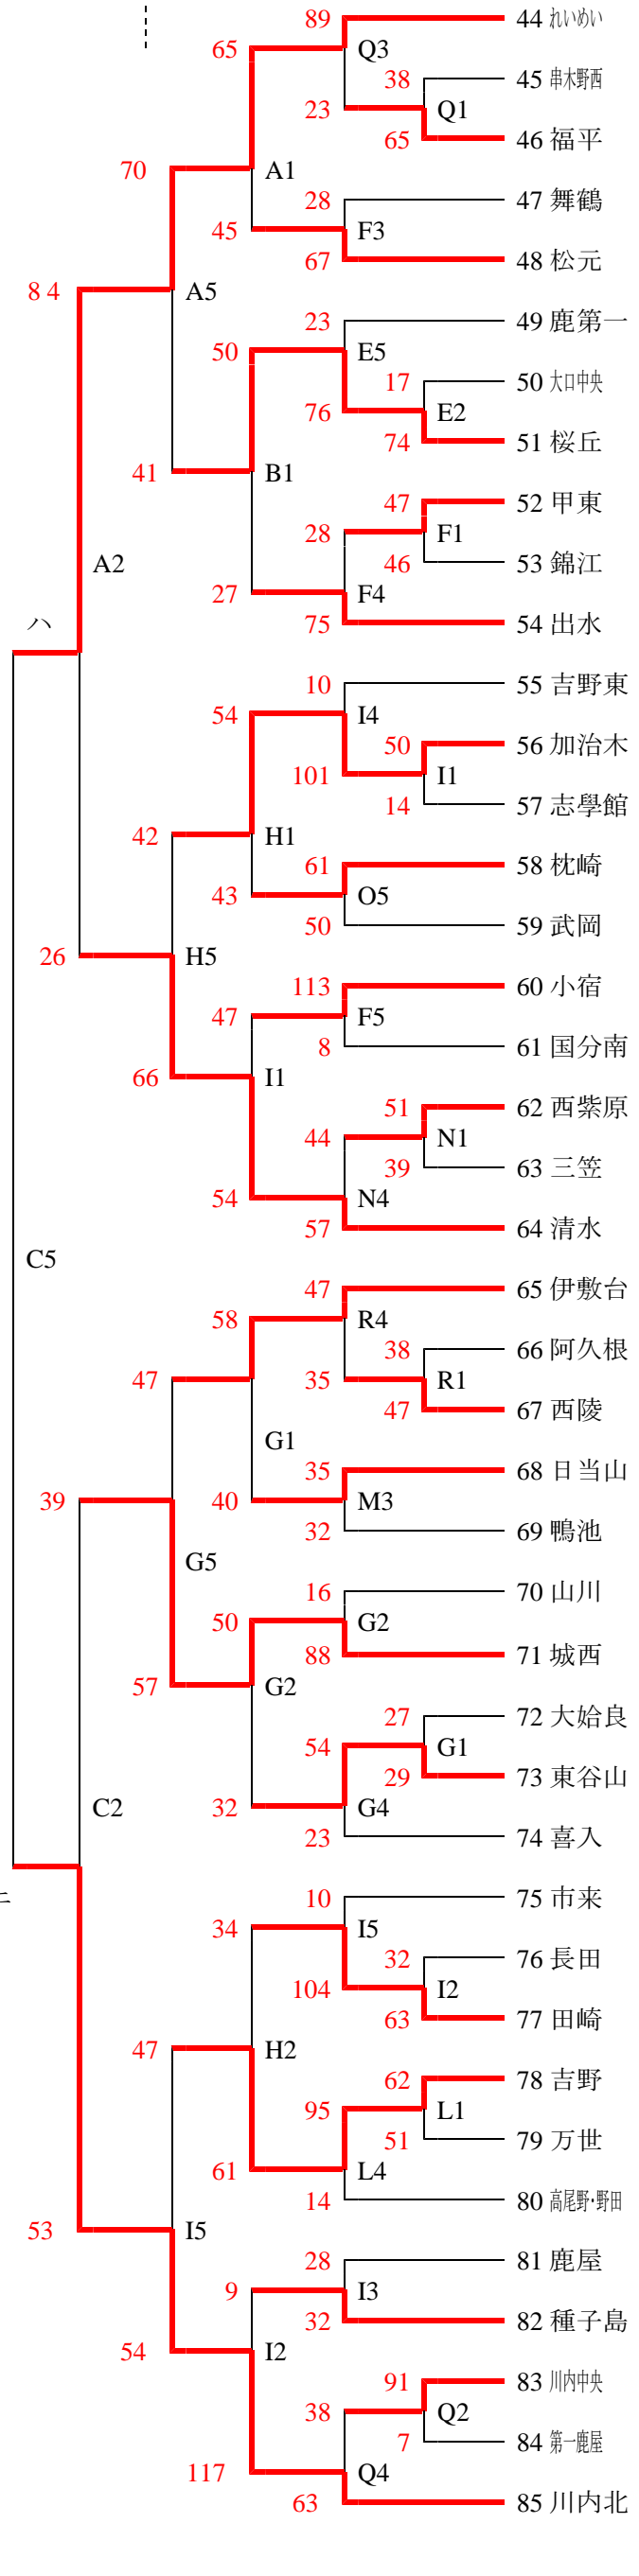 89 44 れいめい
65 Q3
38 45 串木野西
23 Q1
65 46 福平
70 A1
28 47 舞鶴
45 F3
67 48 松元
8 4 A5
23 49 鹿第一
50 E5
17 50 大口中央
76 E2
74 51 桜丘
41 B1
47 52 甲東
28 F1
A2 46 53 錦江
27 F4
ハ 75 54 出水
10 55 吉野東
54 I4
50 56 加治木
101 I1
14 57 志學館
42 H1
61 58 枕崎
43 O5
50 59 武岡
26 H5
113 60 小宿
47 F5
8 61 国分南
66 I1
51 62 西紫原
44 N1
39 63 三笠
54 N4
57 64 清水
C5
47 65 伊敷台
58 R4
38 66 阿久根
47 35 R1
47 67 西陵
G1
35 68 日当山
39 40 M3
32 69 鴨池
G5
16 70 山川
50 G2
88 71 城西
57 G2
27 72 大姶良
54 G1
29 73 東谷山
C2 32 G4
23 74 喜入
10 75 市来
34 I5
32 76 長田
104 I2
63 77 田崎
47 H2
62 78 吉野
95 L1
51 79 万世
61 L4
14 80 高尾野・野田
53 I5
28 81 鹿屋
9 I3
32 82 種子島
54 I2
91 83 川内中央
38 Q2
7 84 第一鹿屋
117 Q4
63 85 川内北